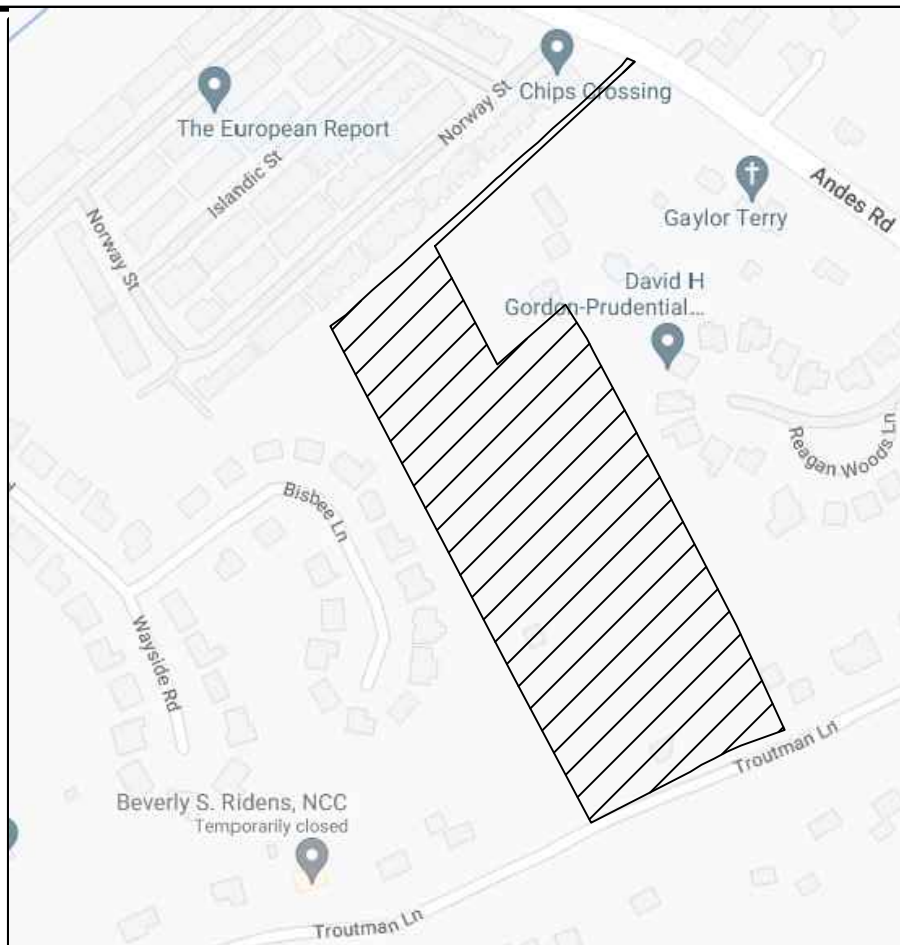 Chips Crossing
Norway St
The European Report
Islandic St
Andes Rd
Norway St
Gaylor Terry
David H
Gordon-Prudential...
Reagan Woods Ln
Bisbee Ln
Wayside Rd
Troutman Ln
Beverly S. Ridens, NCC
Temporarily closed
Troutman Ln